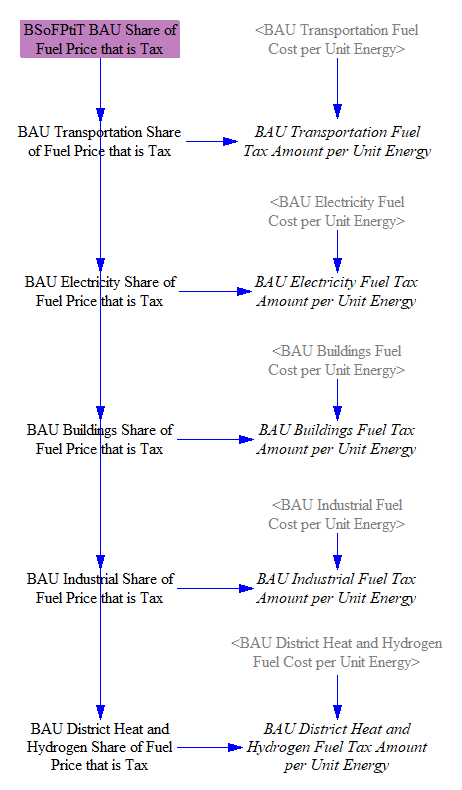 BSoFPtiT BAU Share of
Fuel Price that is Tax
<BAU Transportation Fuel
Cost per Unit Energy>
BAU Transportation Share
of Fuel Price that is Tax
BAU Transportation Fuel
Tax Amount per Unit Energy
<BAU Electricity Fuel
Cost per Unit Energy>
BAU Electricity Share of
Fuel Price that is Tax
BAU Electricity Fuel Tax
Amount per Unit Energy
<BAU Buildings Fuel
Cost per Unit Energy>
BAU Buildings Share of
Fuel Price that is Tax
BAU Buildings Fuel Tax
Amount per Unit Energy
<BAU Industrial Fuel
Cost per Unit Energy>
BAU Industrial Share of
Fuel Price that is Tax
BAU Industrial Fuel Tax
Amount per Unit Energy
<BAU District Heat and Hydrogen
Fuel Cost per Unit Energy>
BAU District Heat and
Hydrogen Share of Fuel
Price that is Tax
BAU District Heat and
Hydrogen Fuel Tax Amount
per Unit Energy